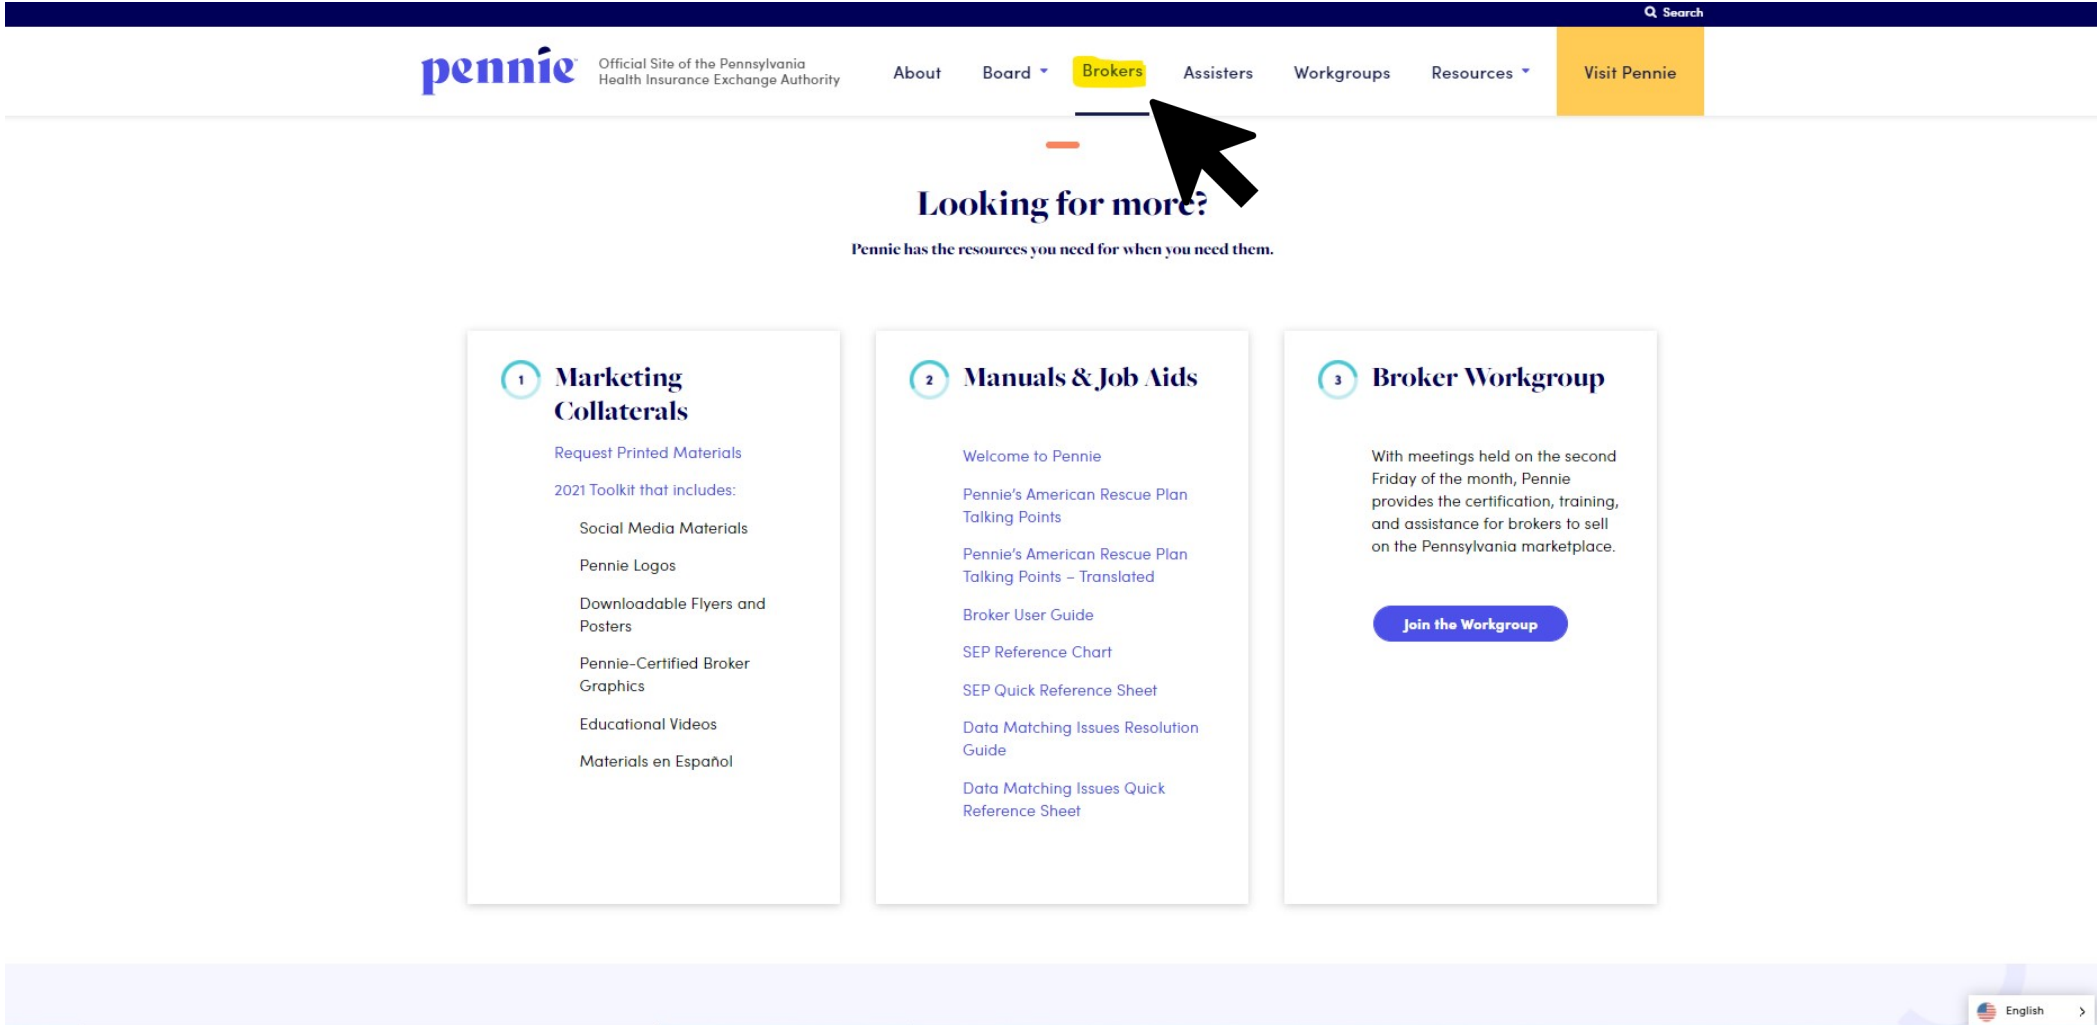 Search
pennie
Official Site of the Pennsylvania
Health Insurance Exchange Authority
About
Board
Brokers
Assisters
Workgroups
Resources
Visit Pennie
Looking for more?
Pennie has the resources you need for when you need them.
1
Marketing
Collaterals
Request Printed Materials
2021 Toolkit that includes:
Social Media Materials
Pennie Logos
Downloadable Flyers and
Posters
Pennie-Certified Broker
Graphics
Educational Videos
Materials en Español
2
Manuals & Job Aids
Welcome to Pennie
Pennie's American Rescue Plan
Talking Points
Pennie's American Rescue Plan
Talking Points – Translated
Broker User Guide
SEP Reference Chart
SEP Quick Reference Sheet
Data Matching Issues Resolution
Guide
Data Matching Issues Quick
Reference Sheet
3
Broker Workgroup
With meetings held on the second
Friday of the month, Pennie
provides the certification, training,
and assistance for brokers to sell
on the Pennsylvania marketplace.
Join the Workgroup
English